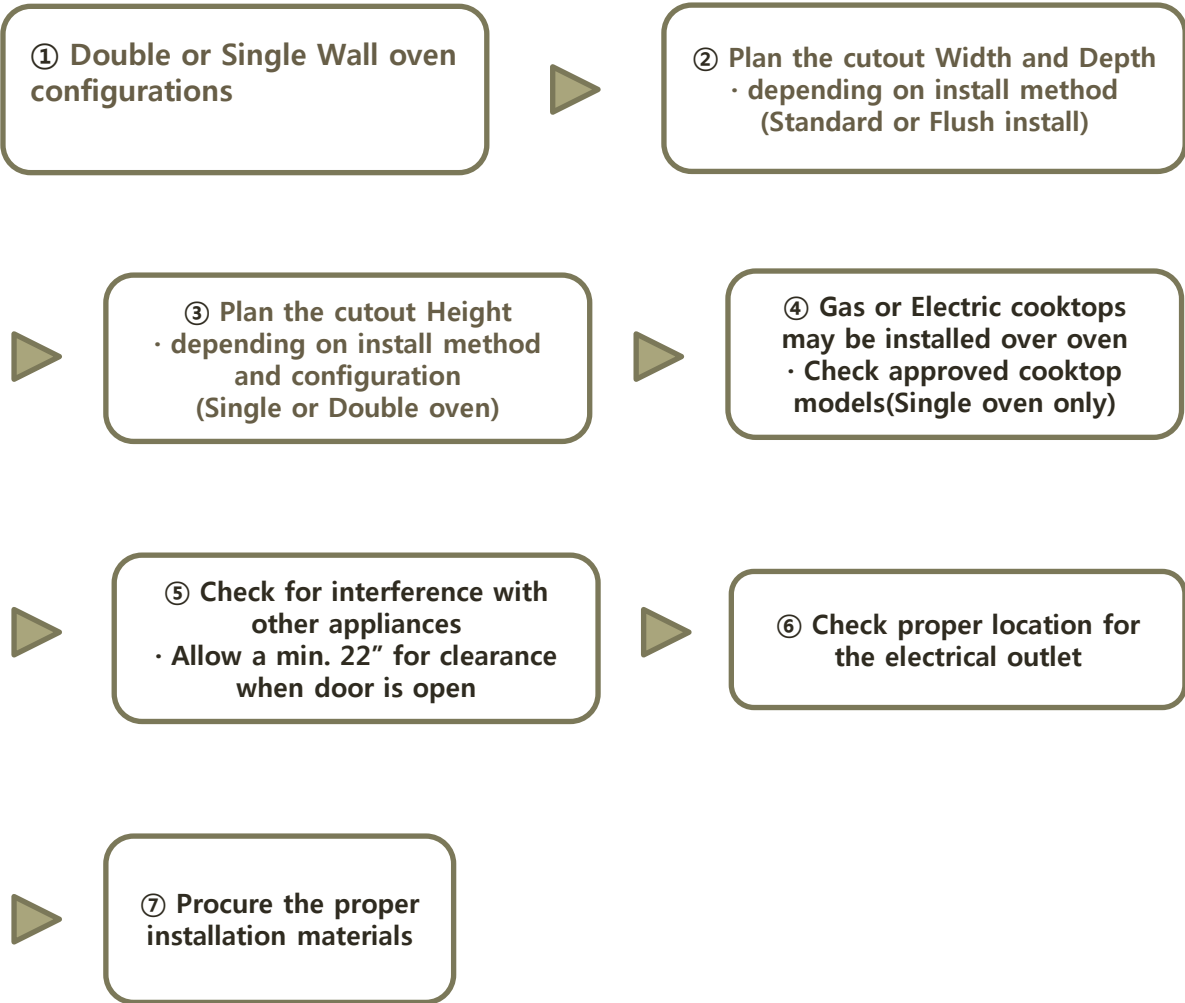 ① Double or Single Wall oven
configurations
② Plan the cutout Width and Depth
· depending on install method
(Standard or Flush install)
③ Plan the cutout Height
· depending on install method
and configuration
(Single or Double oven)
④ Gas or Electric cooktops
may be installed over oven
· Check approved cooktop
models(Single oven only)
⑤ Check for interference with
other appliances
· Allow a min. 22” for clearance
when door is open
⑥ Check proper location for
the electrical outlet
⑦ Procure the proper
installation materials